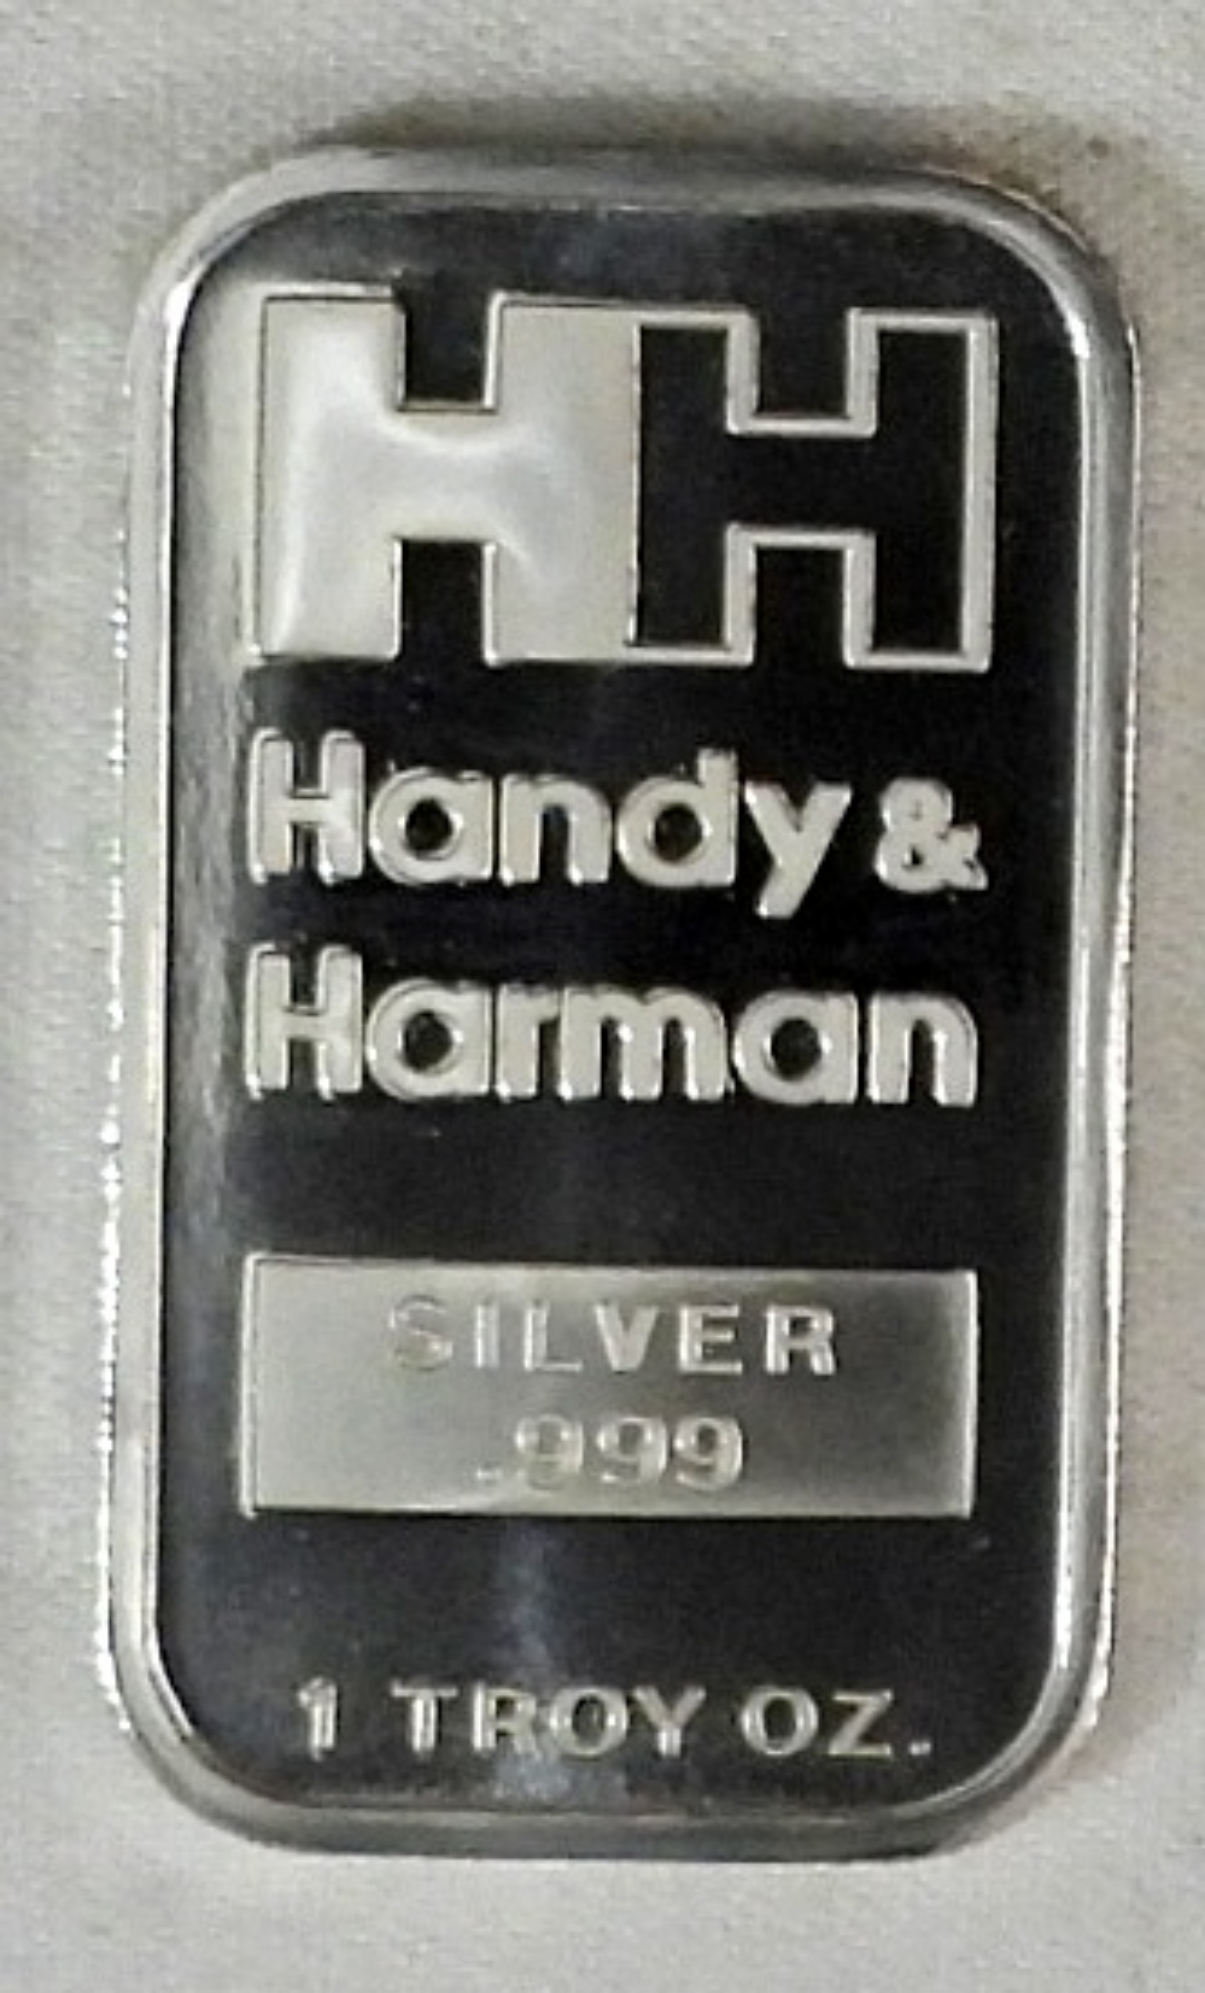 HH
Handy &
Harman
SILVER
.999
1 TROY OZ.